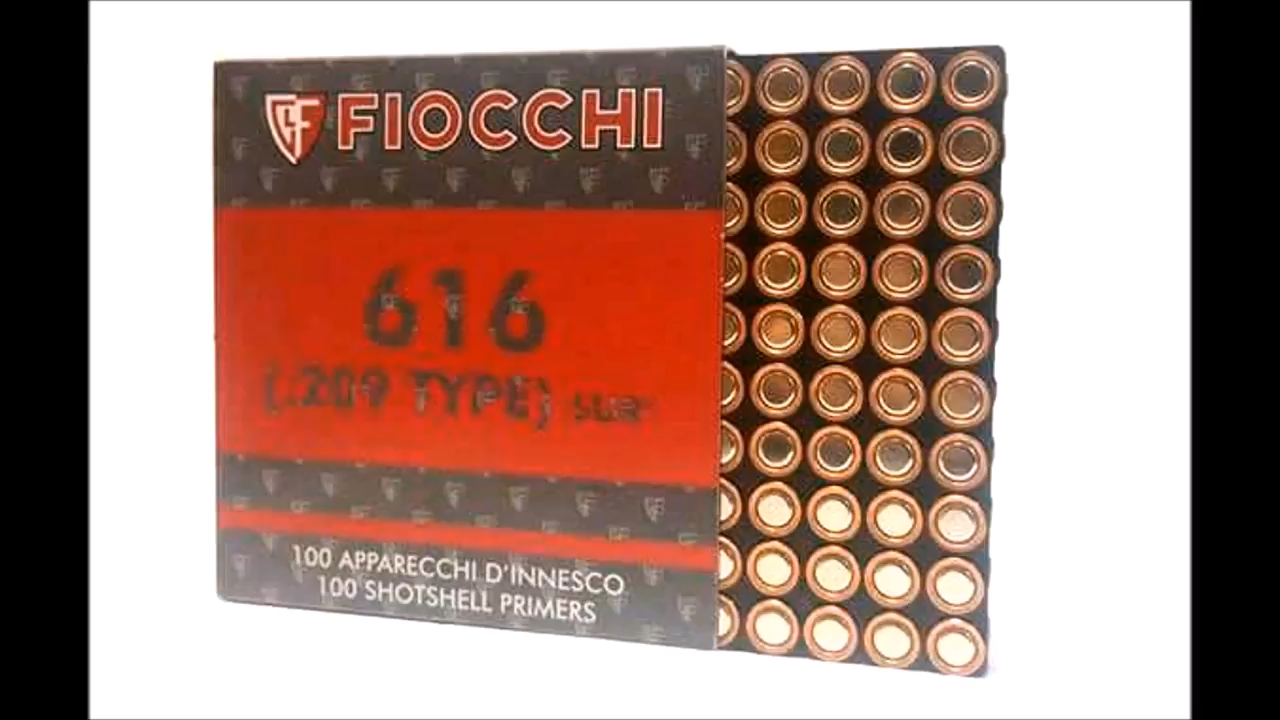 FIOCCHI
616
(.209 TYPE)
100 APPARECCHI D'INNESCO
100 SHOTSHELL PRIMERS